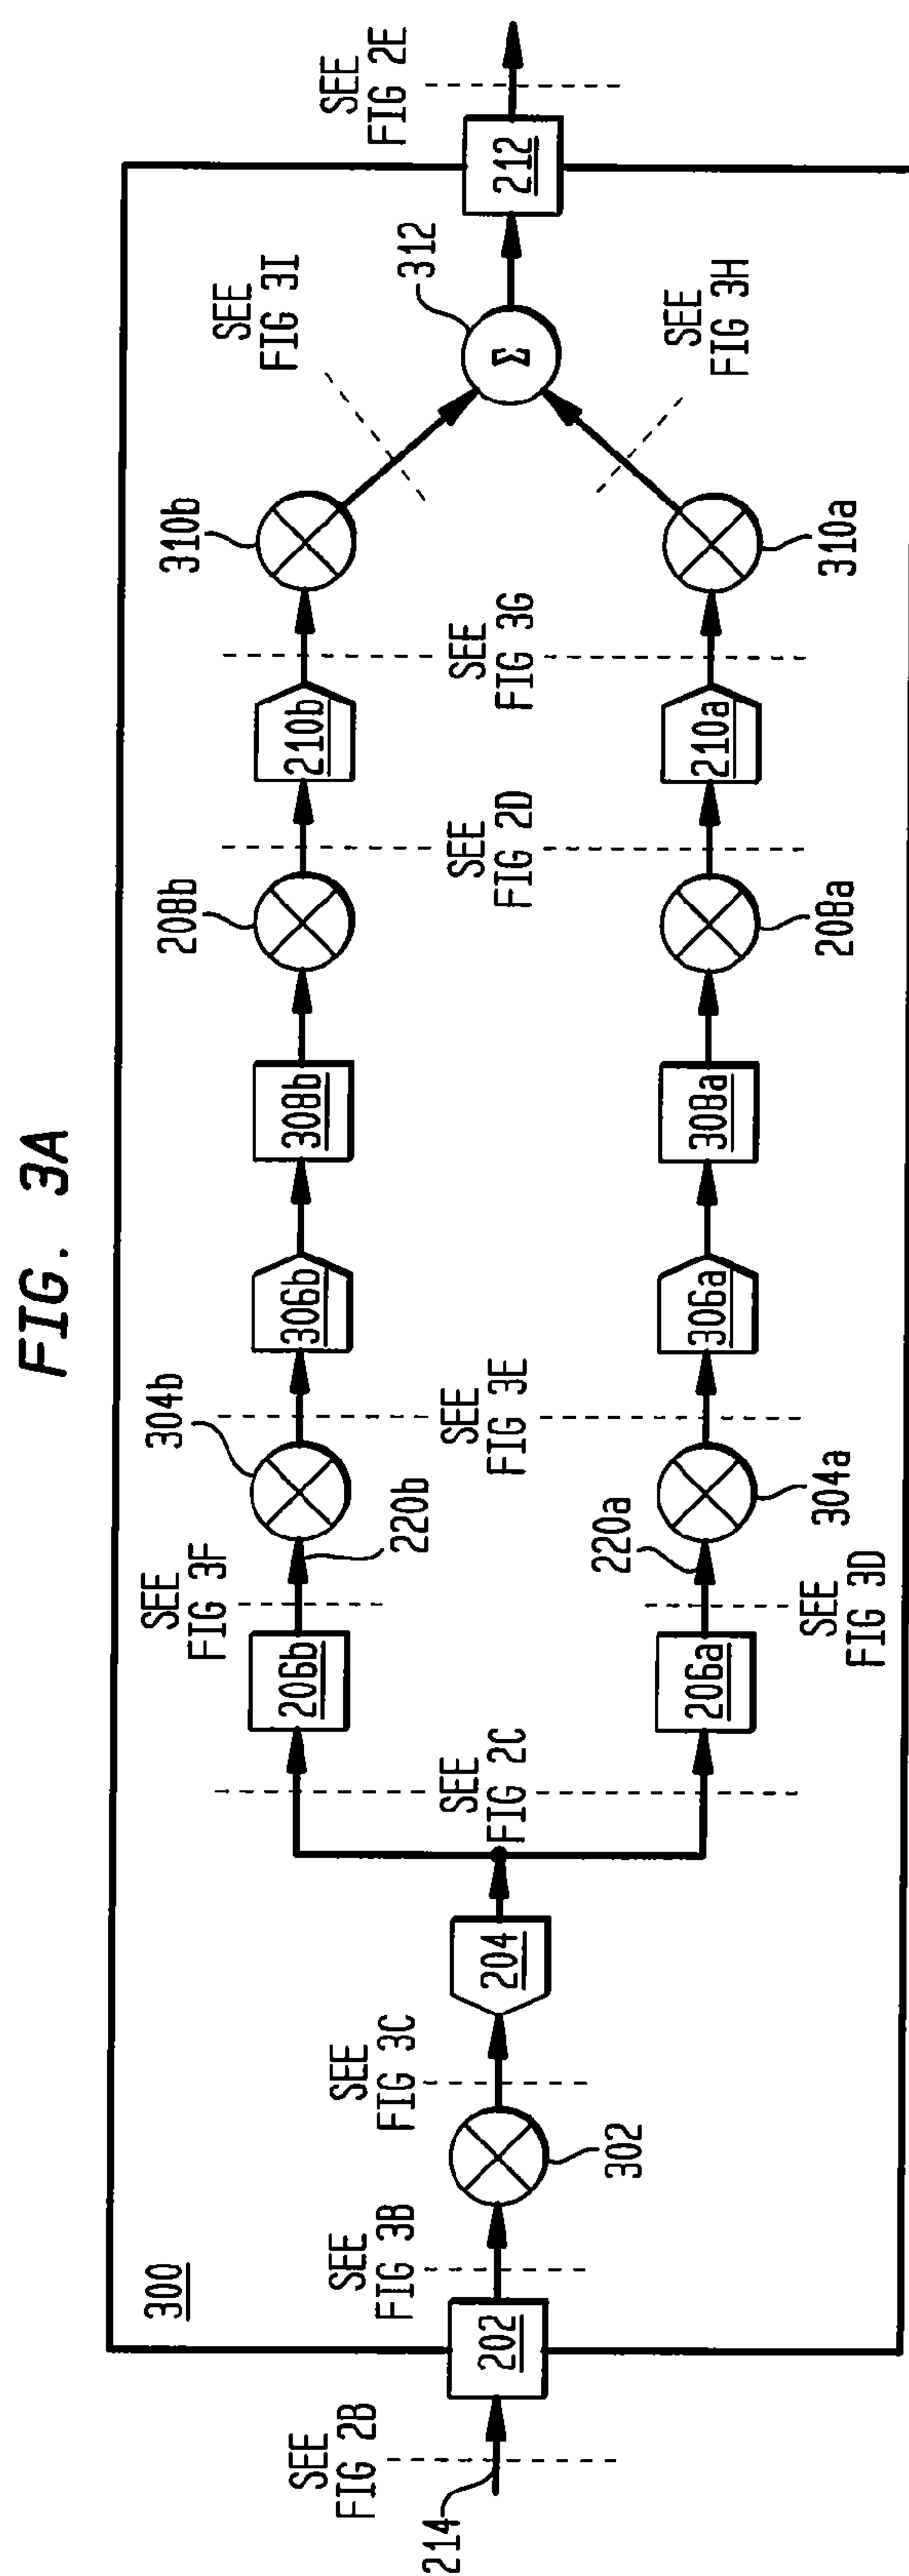 FIG. 3A
300
SEE
FIG 2B
214
202
SEE
FIG 3B
302
SEE
FIG 3C
204
SEE
FIG 2C
206b
206a
SEE
FIG 3F
220b
304b
SEE
FIG 3D
220a
304a
SEE
FIG 3E
306b
306a
308b
308a
208b
208a
SEE
FIG 2D
210b
210a
SEE
FIG 3G
310b
310a
SEE
FIG 3I
SEE
FIG 3H
312
Σ
212
SEE
FIG 2E